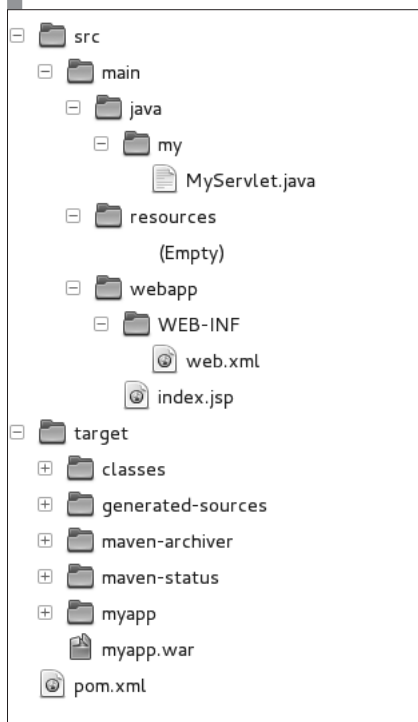 src
main
java
my
MyServlet.java
resources
(Empty)
webapp
WEB-INF
web.xml
index.jsp
target
classes
generated-sources
maven-archiver
maven-status
myapp
myapp.war
pom.xml